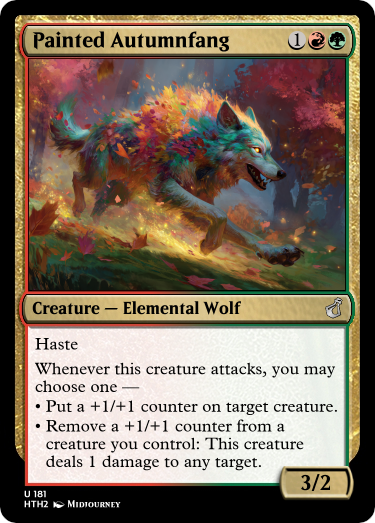 Painted Autumnfang 1
Creature — Elemental Wolf
Haste
Whenever this creature attacks, you may
choose one —
• Put a +1/+1 counter on target creature.
• Remove a +1/+1 counter from a
creature you control: This creature
deals 1 damage to any target.
3/2
U 181
HTH2 Midjourney